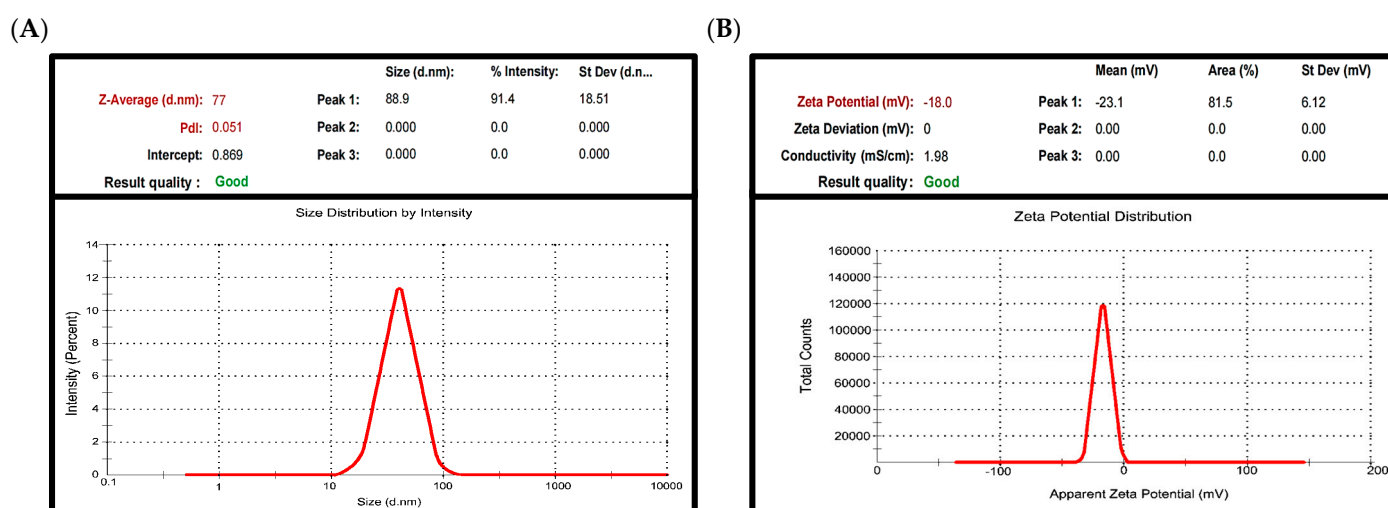 (A)
Size (d.nm): % Intensity: St Dev (d.n...
Z-Average (d.nm): 77 Peak 1: 88.9 91.4 18.51
PdI: 0.051 Peak 2: 0.000 0.0 0.000
Intercept: 0.869 Peak 3: 0.000 0.0 0.000
Result quality : Good
Size Distribution by Intensity
Intensity (Percent)
14
12
10
8
6
4
2
0
0.1 1 10 100 1000 10000
Size (d.nm)
(B)
Mean (mV) Area (%) St Dev (mV)
Zeta Potential (mV): -18.0 Peak 1: -23.1 81.5 6.12
Zeta Deviation (mV): 0 Peak 2: 0.00 0.0 0.00
Conductivity (mS/cm): 1.98 Peak 3: 0.00 0.0 0.00
Result quality: Good
Zeta Potential Distribution
Total Counts
160000
140000
120000
100000
80000
60000
40000
20000
0 -100 0 100 200
Apparent Zeta Potential (mV)